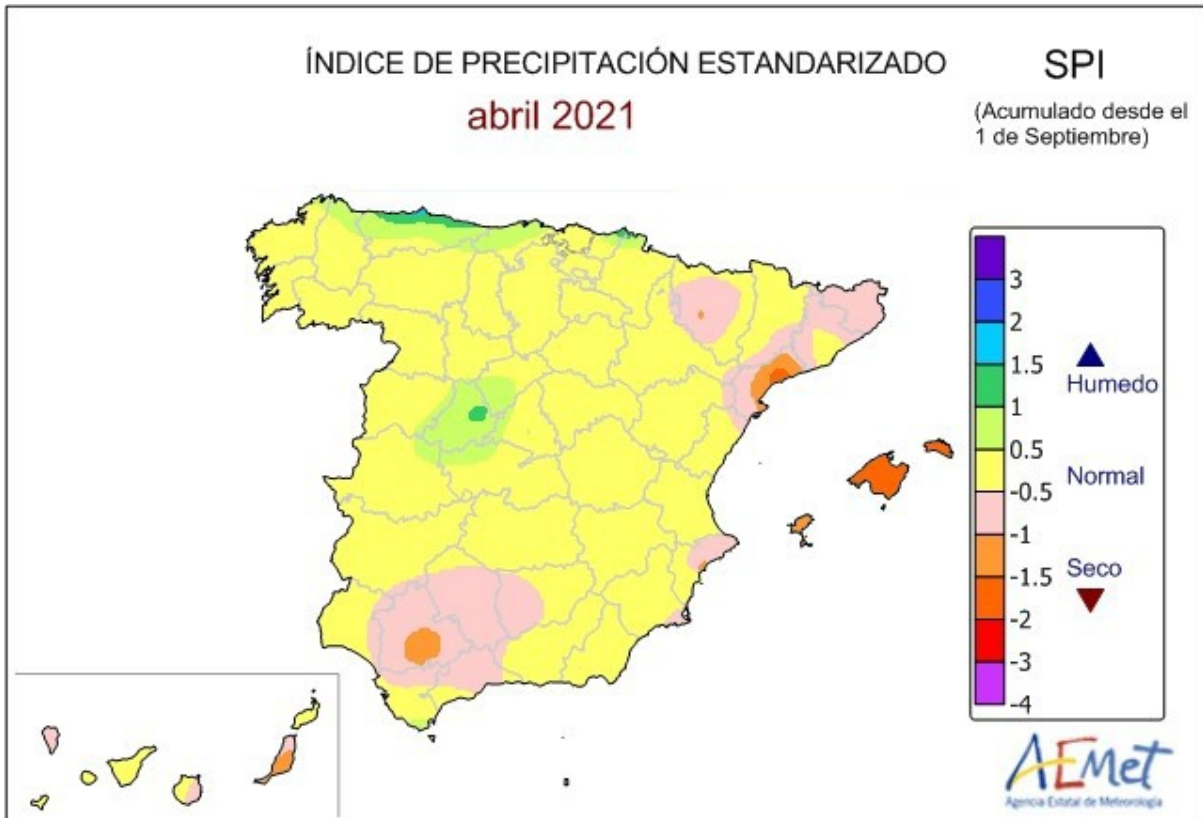 ÍNDICE DE PRECIPITACIÓN ESTANDARIZADO
abril 2021
SPI
(Acumulado desde el
1 de Septiembre)
3
2
1.5
1
0.5
-0.5
-1
-1.5
-2
-3
-4
Humedo
Normal
Seco
AEMet
Agencia Estatal de Meteorología